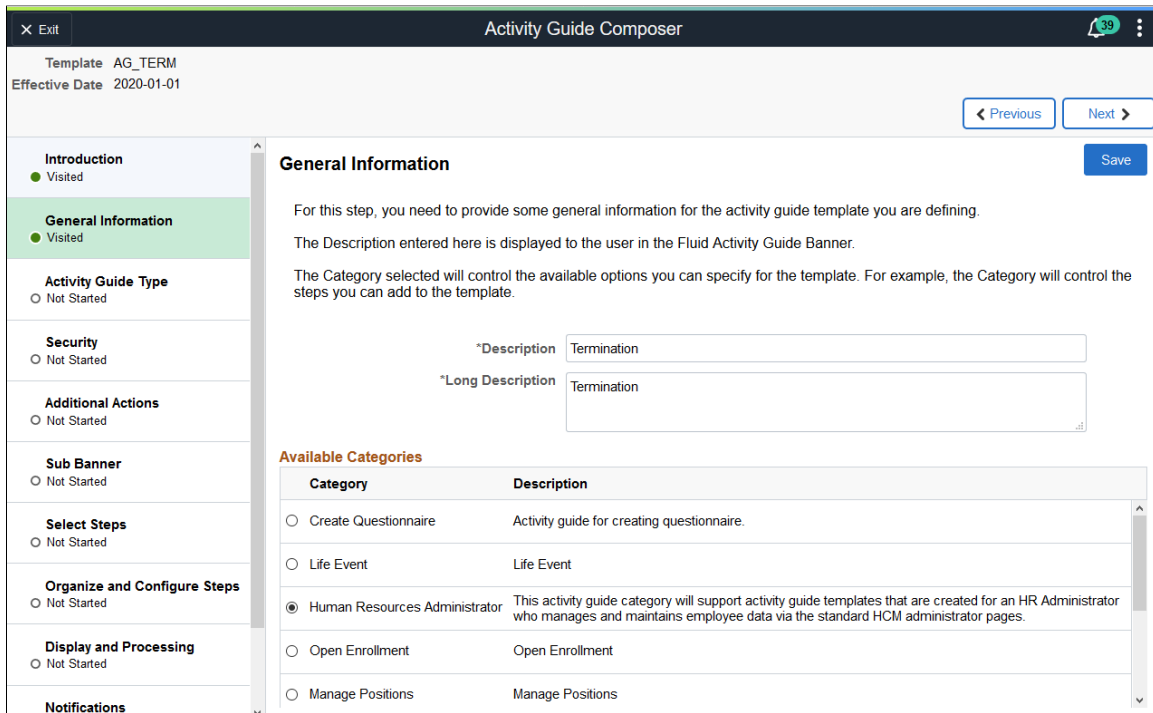 Exit
Activity Guide Composer
39
Template AG_TERM
Effective Date 2020-01-01
Previous
Next
Introduction
Visited
General Information
Visited
Activity Guide Type
Not Started
Security
Not Started
Additional Actions
Not Started
Sub Banner
Not Started
Select Steps
Not Started
Organize and Configure Steps
Not Started
Display and Processing
Not Started
Notifications
General Information
Save
For this step, you need to provide some general information for the activity guide template you are defining.
The Description entered here is displayed to the user in the Fluid Activity Guide Banner.
The Category selected will control the available options you can specify for the template. For example, the Category will control the
steps you can add to the template.
*Description Termination
*Long Description Termination
Available Categories
Category Description
Create Questionnaire Activity guide for creating questionnaire.
Life Event Life Event
Human Resources Administrator This activity guide category will support activity guide templates that are created for an HR Administrator
who manages and maintains employee data via the standard HCM administrator pages.
Open Enrollment Open Enrollment
Manage Positions Manage Positions